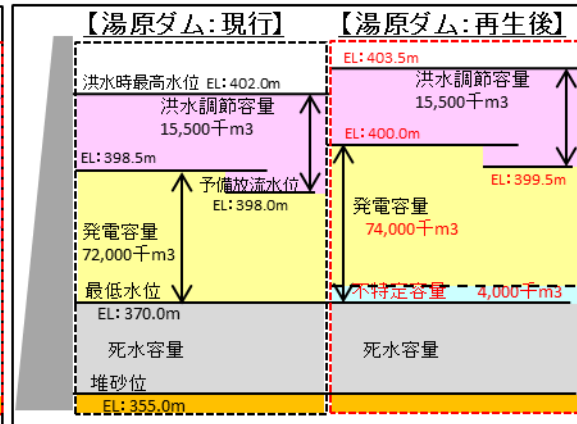 【湯原ダム:現行】
洪水時最高水位 EL:402.0m
洪水調節容量
15,500千m3
EL:398.5m
予備放流水位
EL:398.0m
発電容量
72,000千m3
最低水位
EL:370.0m
死水容量
堆砂位
EL:355.0m
【湯原ダム:再生後】
EL:403.5m
洪水調節容量
15,500千m3
EL:400.0m
EL:399.5m
発電容量
74,000千m3
不特定容量 4,000千m3
死水容量